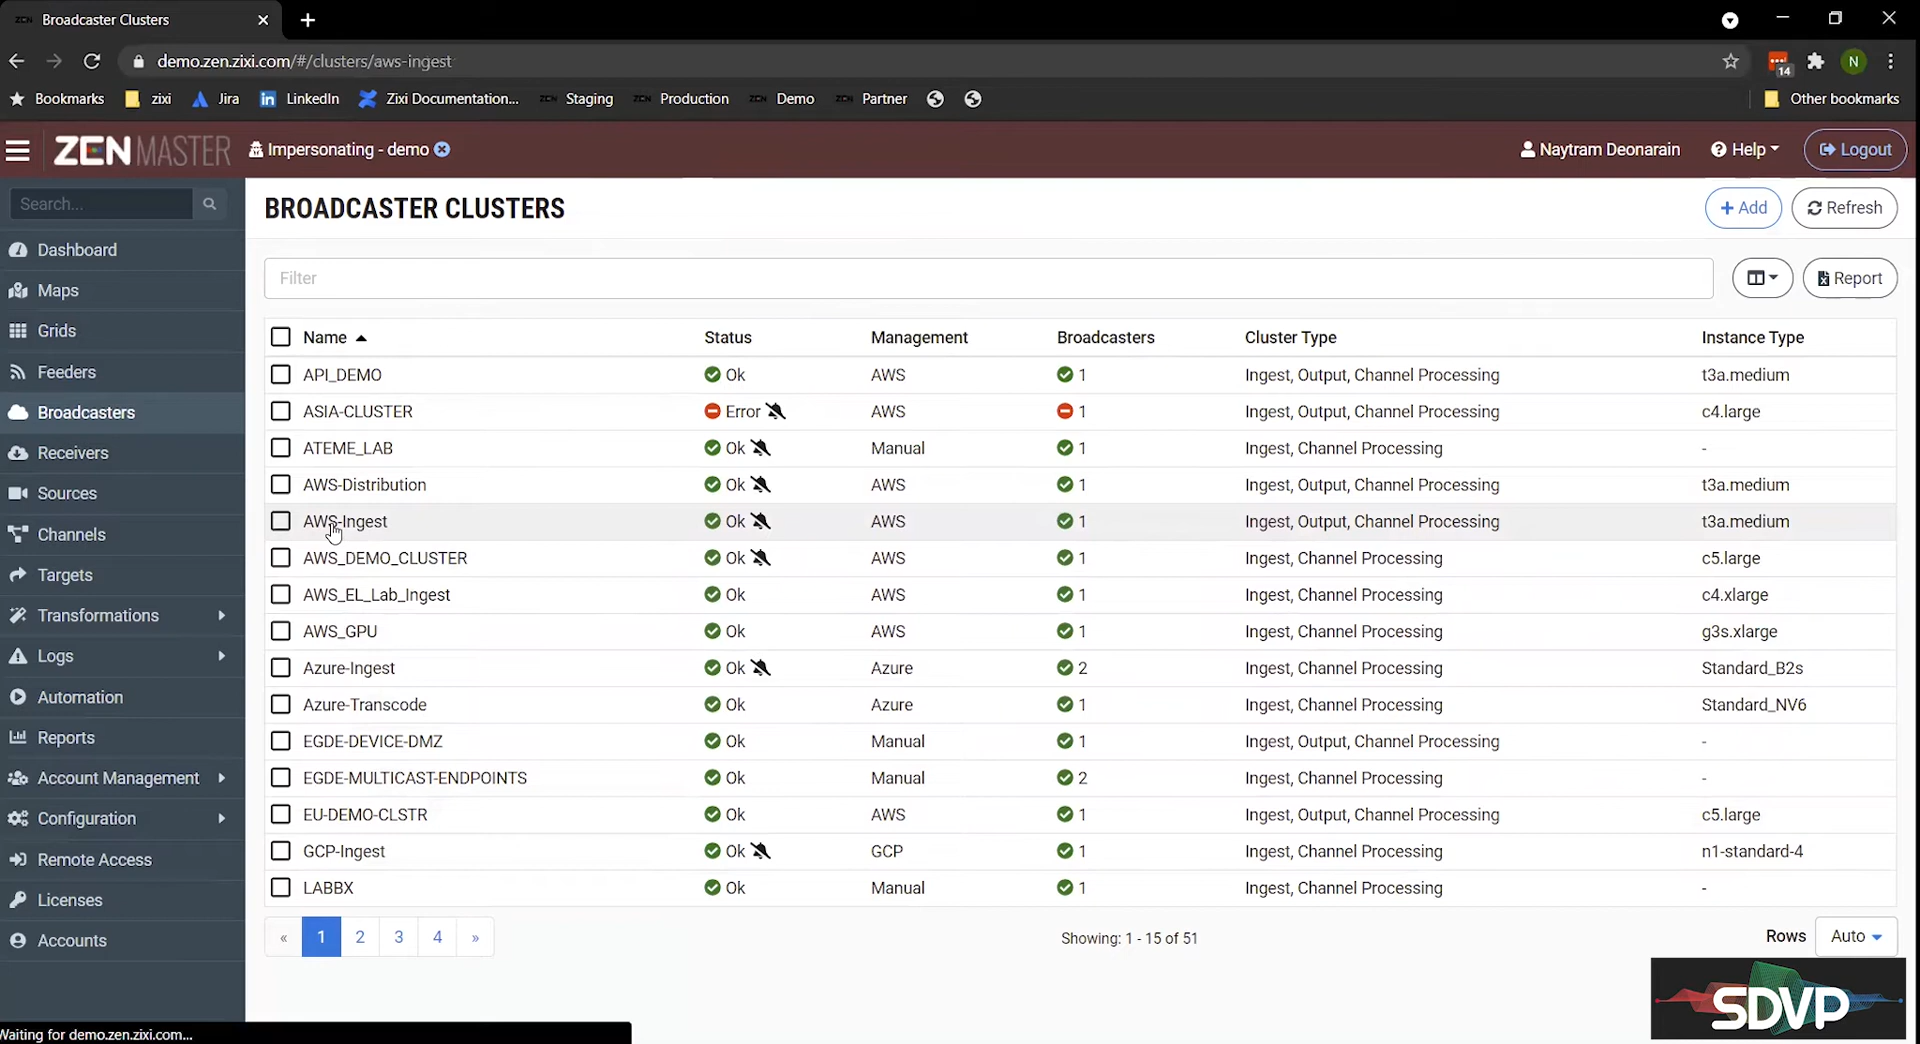 ZEN Broadcaster Clusters
demo.zen.zixi.com/#/clusters/aws-ingest
14 N
Bookmarks zixi Jira LinkedIn Zixi Documentation... ZEN Staging ZEN Production ZEN Demo ZEN Partner Other bookmarks
ZEN MASTER Impersonating - demo Naytram Deonarain Help Logout
Search...
Dashboard
Maps
Grids
Feeders
Broadcasters
Receivers
Sources
Channels
Targets
Transformations
Logs
Automation
Reports
Account Management
Configuration
Remote Access
Licenses
Accounts
BROADCASTER CLUSTERS + Add Refresh
Filter Report
Name Status Management Broadcasters Cluster Type Instance Type
API_DEMO Ok AWS 1 Ingest, Output, Channel Processing t3a.medium
ASIA-CLUSTER Error AWS 1 Ingest, Output, Channel Processing c4.large
ATEME_LAB Ok Manual 1 Ingest, Channel Processing -
AWS-Distribution Ok AWS 1 Ingest, Output, Channel Processing t3a.medium
AWS-Ingest Ok AWS 1 Ingest, Output, Channel Processing t3a.medium
AWS_DEMO_CLUSTER Ok AWS 1 Ingest, Channel Processing c5.large
AWS_EL_Lab_Ingest Ok AWS 1 Ingest, Channel Processing c4.xlarge
AWS_GPU Ok AWS 1 Ingest, Channel Processing g3s.xlarge
Azure-Ingest Ok Azure 2 Ingest, Channel Processing Standard_B2s
Azure-Transcode Ok Azure 1 Ingest, Channel Processing Standard_NV6
EGDE-DEVICE-DMZ Ok Manual 1 Ingest, Output, Channel Processing -
EGDE-MULTICAST-ENDPOINTS Ok Manual 2 Ingest, Channel Processing -
EU-DEMO-CLSTR Ok AWS 1 Ingest, Output, Channel Processing c5.large
GCP-Ingest Ok GCP 1 Ingest, Channel Processing n1-standard-4
LABBX Ok Manual 1 Ingest, Channel Processing -
« 1 2 3 4 » Showing: 1 - 15 of 51 Rows Auto
SDVP
Waiting for demo.zen.zixi.com...